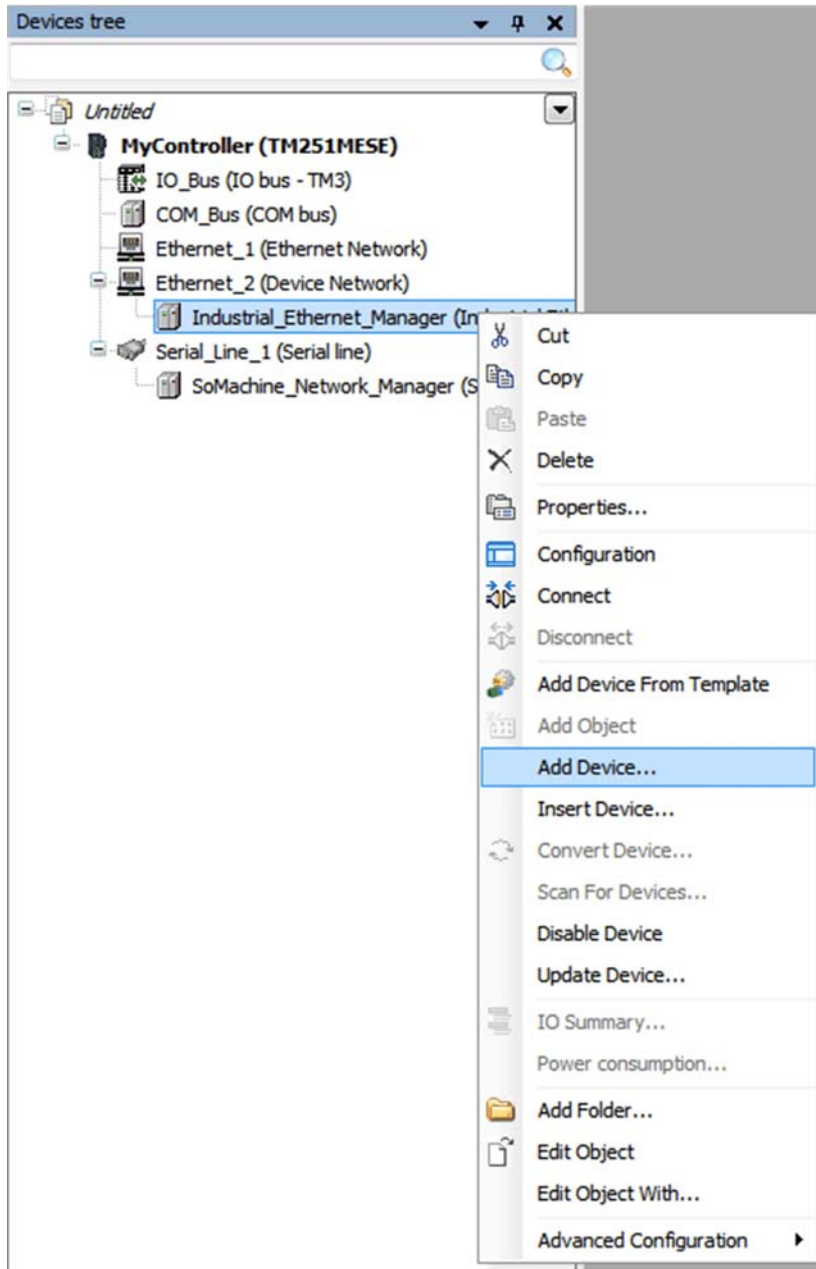 Devices tree
Untitled
MyController (TM251MESE)
IO_Bus (IO bus - TM3)
COM_Bus (COM bus)
Ethernet_1 (Ethernet Network)
Ethernet_2 (Device Network)
Industrial_Ethernet_Manager
Serial_Line_1 (Serial line)
SoMachine_Network_Manager (S
Cut
Copy
Paste
Delete
Properties...
Configuration
Connect
Disconnect
Add Device From Template
Add Object
Add Device...
Insert Device...
Convert Device...
Scan For Devices...
Disable Device
Update Device...
IO Summary...
Power consumption...
Add Folder...
Edit Object
Edit Object With...
Advanced Configuration